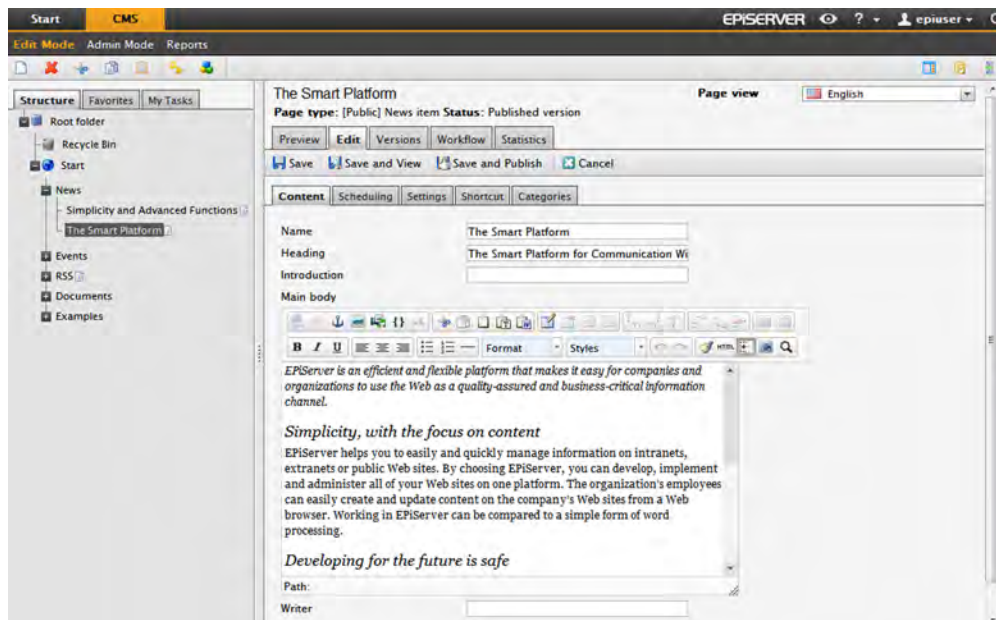 Start CMS EPiSERVER ? epiuser
Edit Mode Admin Mode Reports
Structure Favorites My Tasks
Root folder
Recycle Bin
Start
News
Simplicity and Advanced Functions
The Smart Platform
Events
RSS
Documents
Examples
The Smart Platform Page view English
Page type: [Public] News item Status: Published version
Preview Edit Versions Workflow Statistics
Save Save and View Save and Publish Cancel
Content Scheduling Settings Shortcut Categories
Name The Smart Platform
Heading The Smart Platform for Communication Wi
Introduction
Main body
B I U Format Styles HTML
EPiServer is an efficient and flexible platform that makes it easy for companies and
organizations to use the Web as a quality-assured and business-critical information
channel.
Simplicity, with the focus on content
EPiServer helps you to easily and quickly manage information on intranets,
extranets or public Web sites. By choosing EPiServer, you can develop, implement
and administer all of your Web sites on one platform. The organization's employees
can easily create and update content on the company's Web sites from a Web
browser. Working in EPiServer can be compared to a simple form of word
processing.
Developing for the future is safe
Path:
Writer